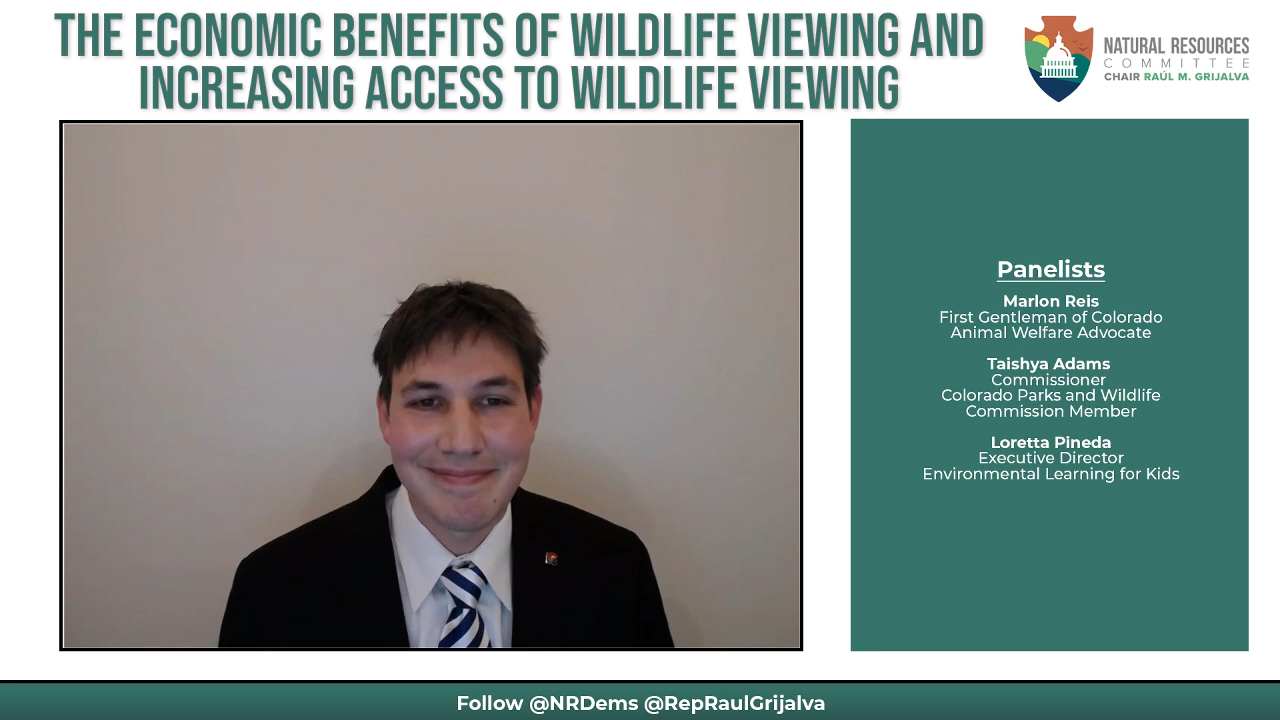 THE ECONOMIC BENEFITS OF WILDLIFE VIEWING AND
INCREASING ACCESS TO WILDLIFE VIEWING
NATURAL RESOURCES
COMMITTEE
CHAIR RAÚL M. GRIJALVA
Panelists
Marlon Reis
First Gentleman of Colorado
Animal Welfare Advocate
Taishya Adams
Commissioner
Colorado Parks and Wildlife
Commission Member
Loretta Pineda
Executive Director
Environmental Learning for Kids
Follow @NRDems @RepRaulGrijalva